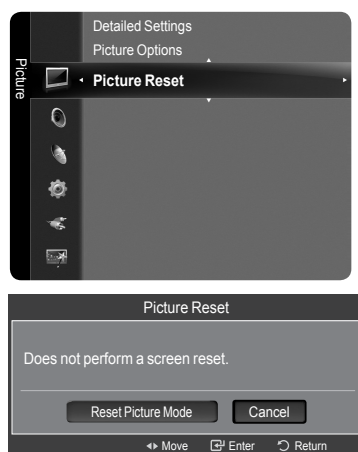 Detailed Settings
Picture Options
Picture
Picture Reset
Picture Reset
Does not perform a screen reset.
Reset Picture Mode
Cancel
Move
Enter
Return